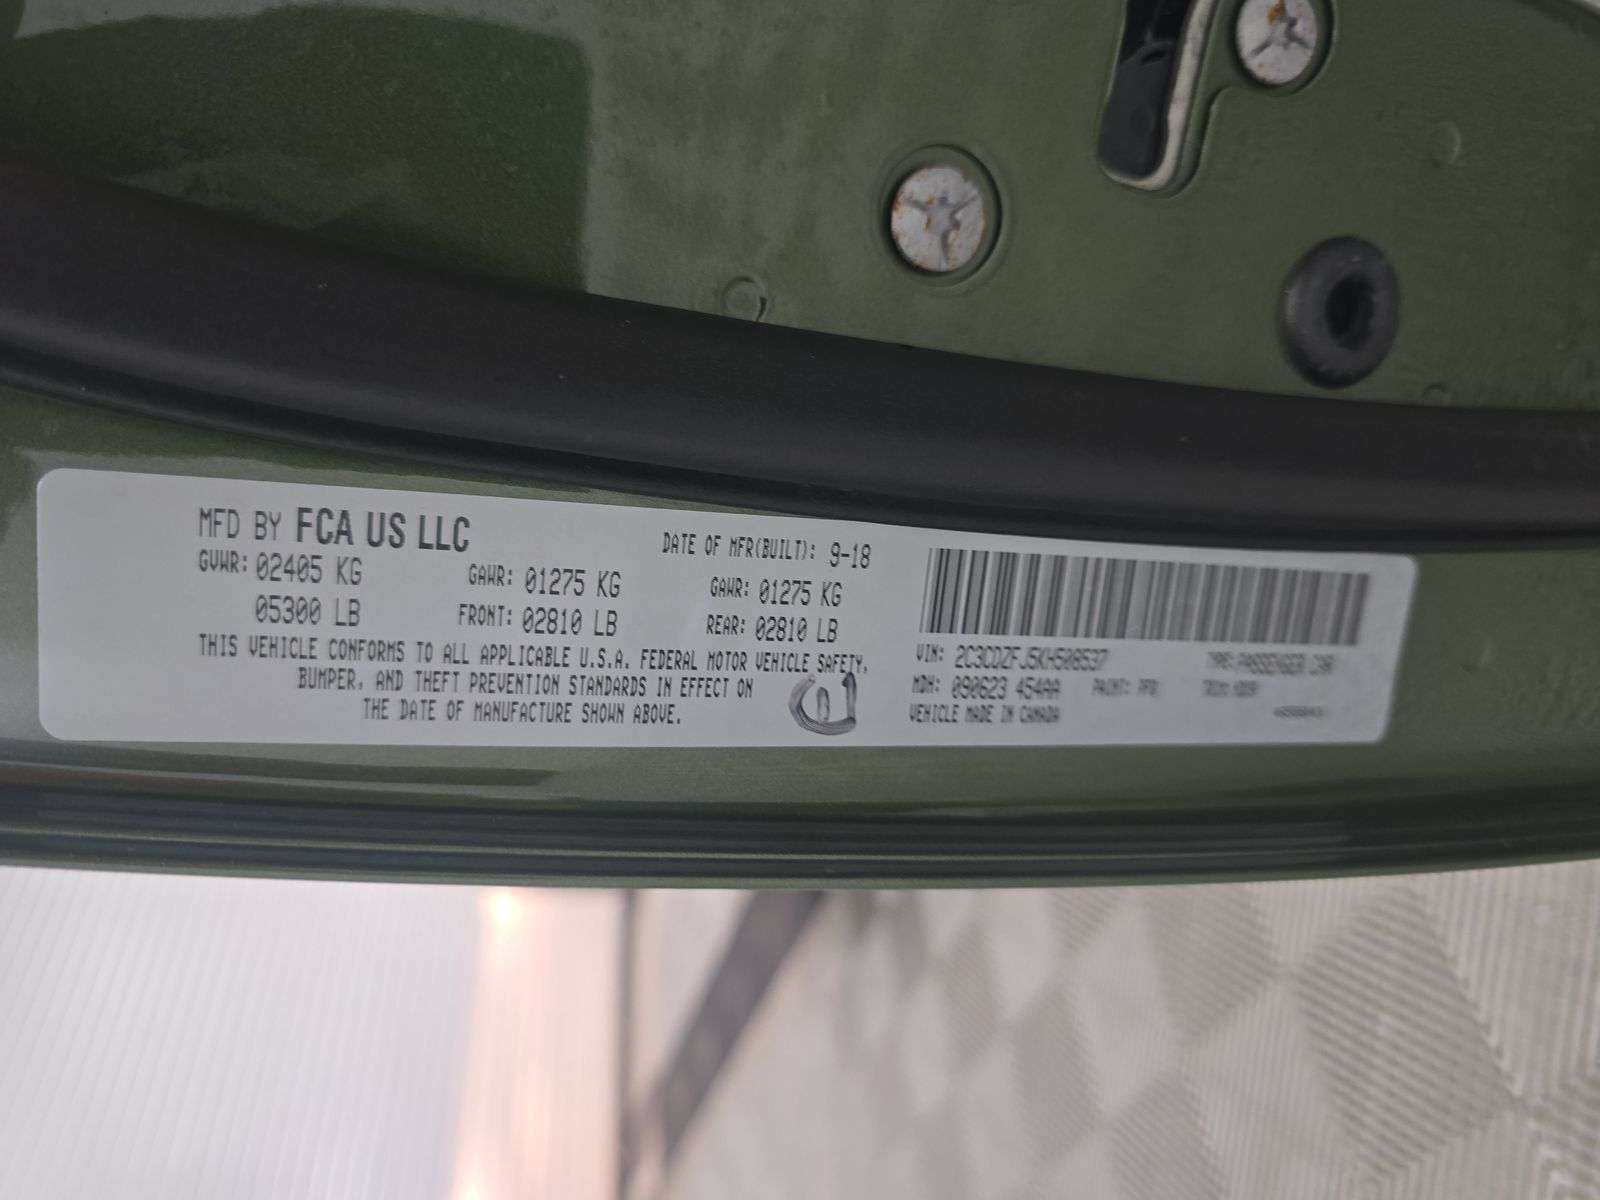 MFD BY FCA US LLC
DATE OF MFR(BUILT): 9-18
GVWR: 02405 KG
GAWR: 01275 KG
GAWR: 01275 KG
05300 LB
FRONT: 02810 LB
REAR: 02810 LB
THIS VEHICLE CONFORMS TO ALL APPLICABLE U.S.A. FEDERAL MOTOR VEHICLE SAFETY,
BUMPER, AND THEFT PREVENTION STANDARDS IN EFFECT ON
THE DATE OF MANUFACTURE SHOWN ABOVE.
VIN: 2C3CDZFJ5KH508537
TYPE: PASSENGER CAR
MDH: 090623 454AA
PAINT: PFQ
TRIM:
VEHICLE MADE IN CANADA